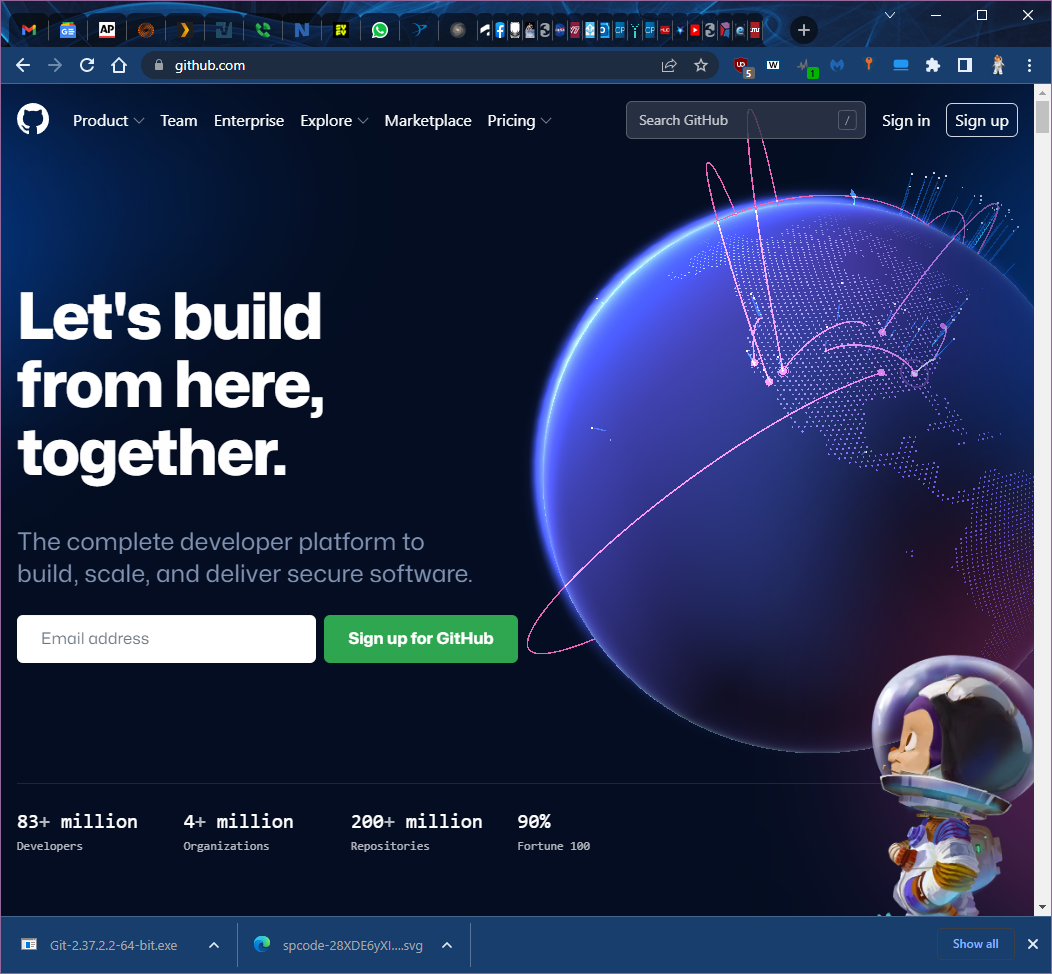 AP
github.com
5
W
1
Product
Team
Enterprise
Explore
Marketplace
Pricing
Search GitHub
/
Sign in
Sign up
Let's build
from here,
together.
The complete developer platform to
build, scale, and deliver secure software.
Email address
Sign up for GitHub
83+ million
4+ million
200+ million
90%
Developers
Organizations
Repositories
Fortune 100
Git-2.37.2.2-64-bit.exe
spcode-28XDE6yXI....svg
Show all